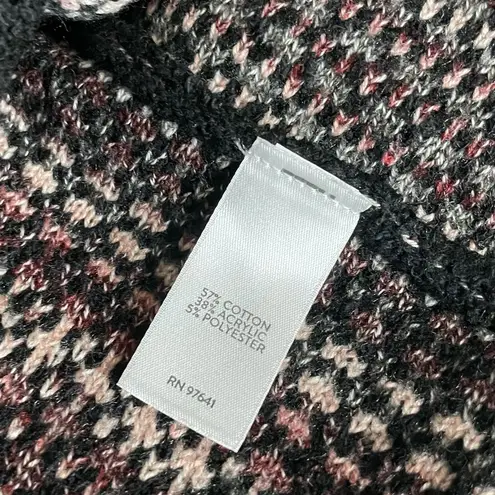 57% COTTON
38% ACRYLIC
5% POLYESTER
RN 97641